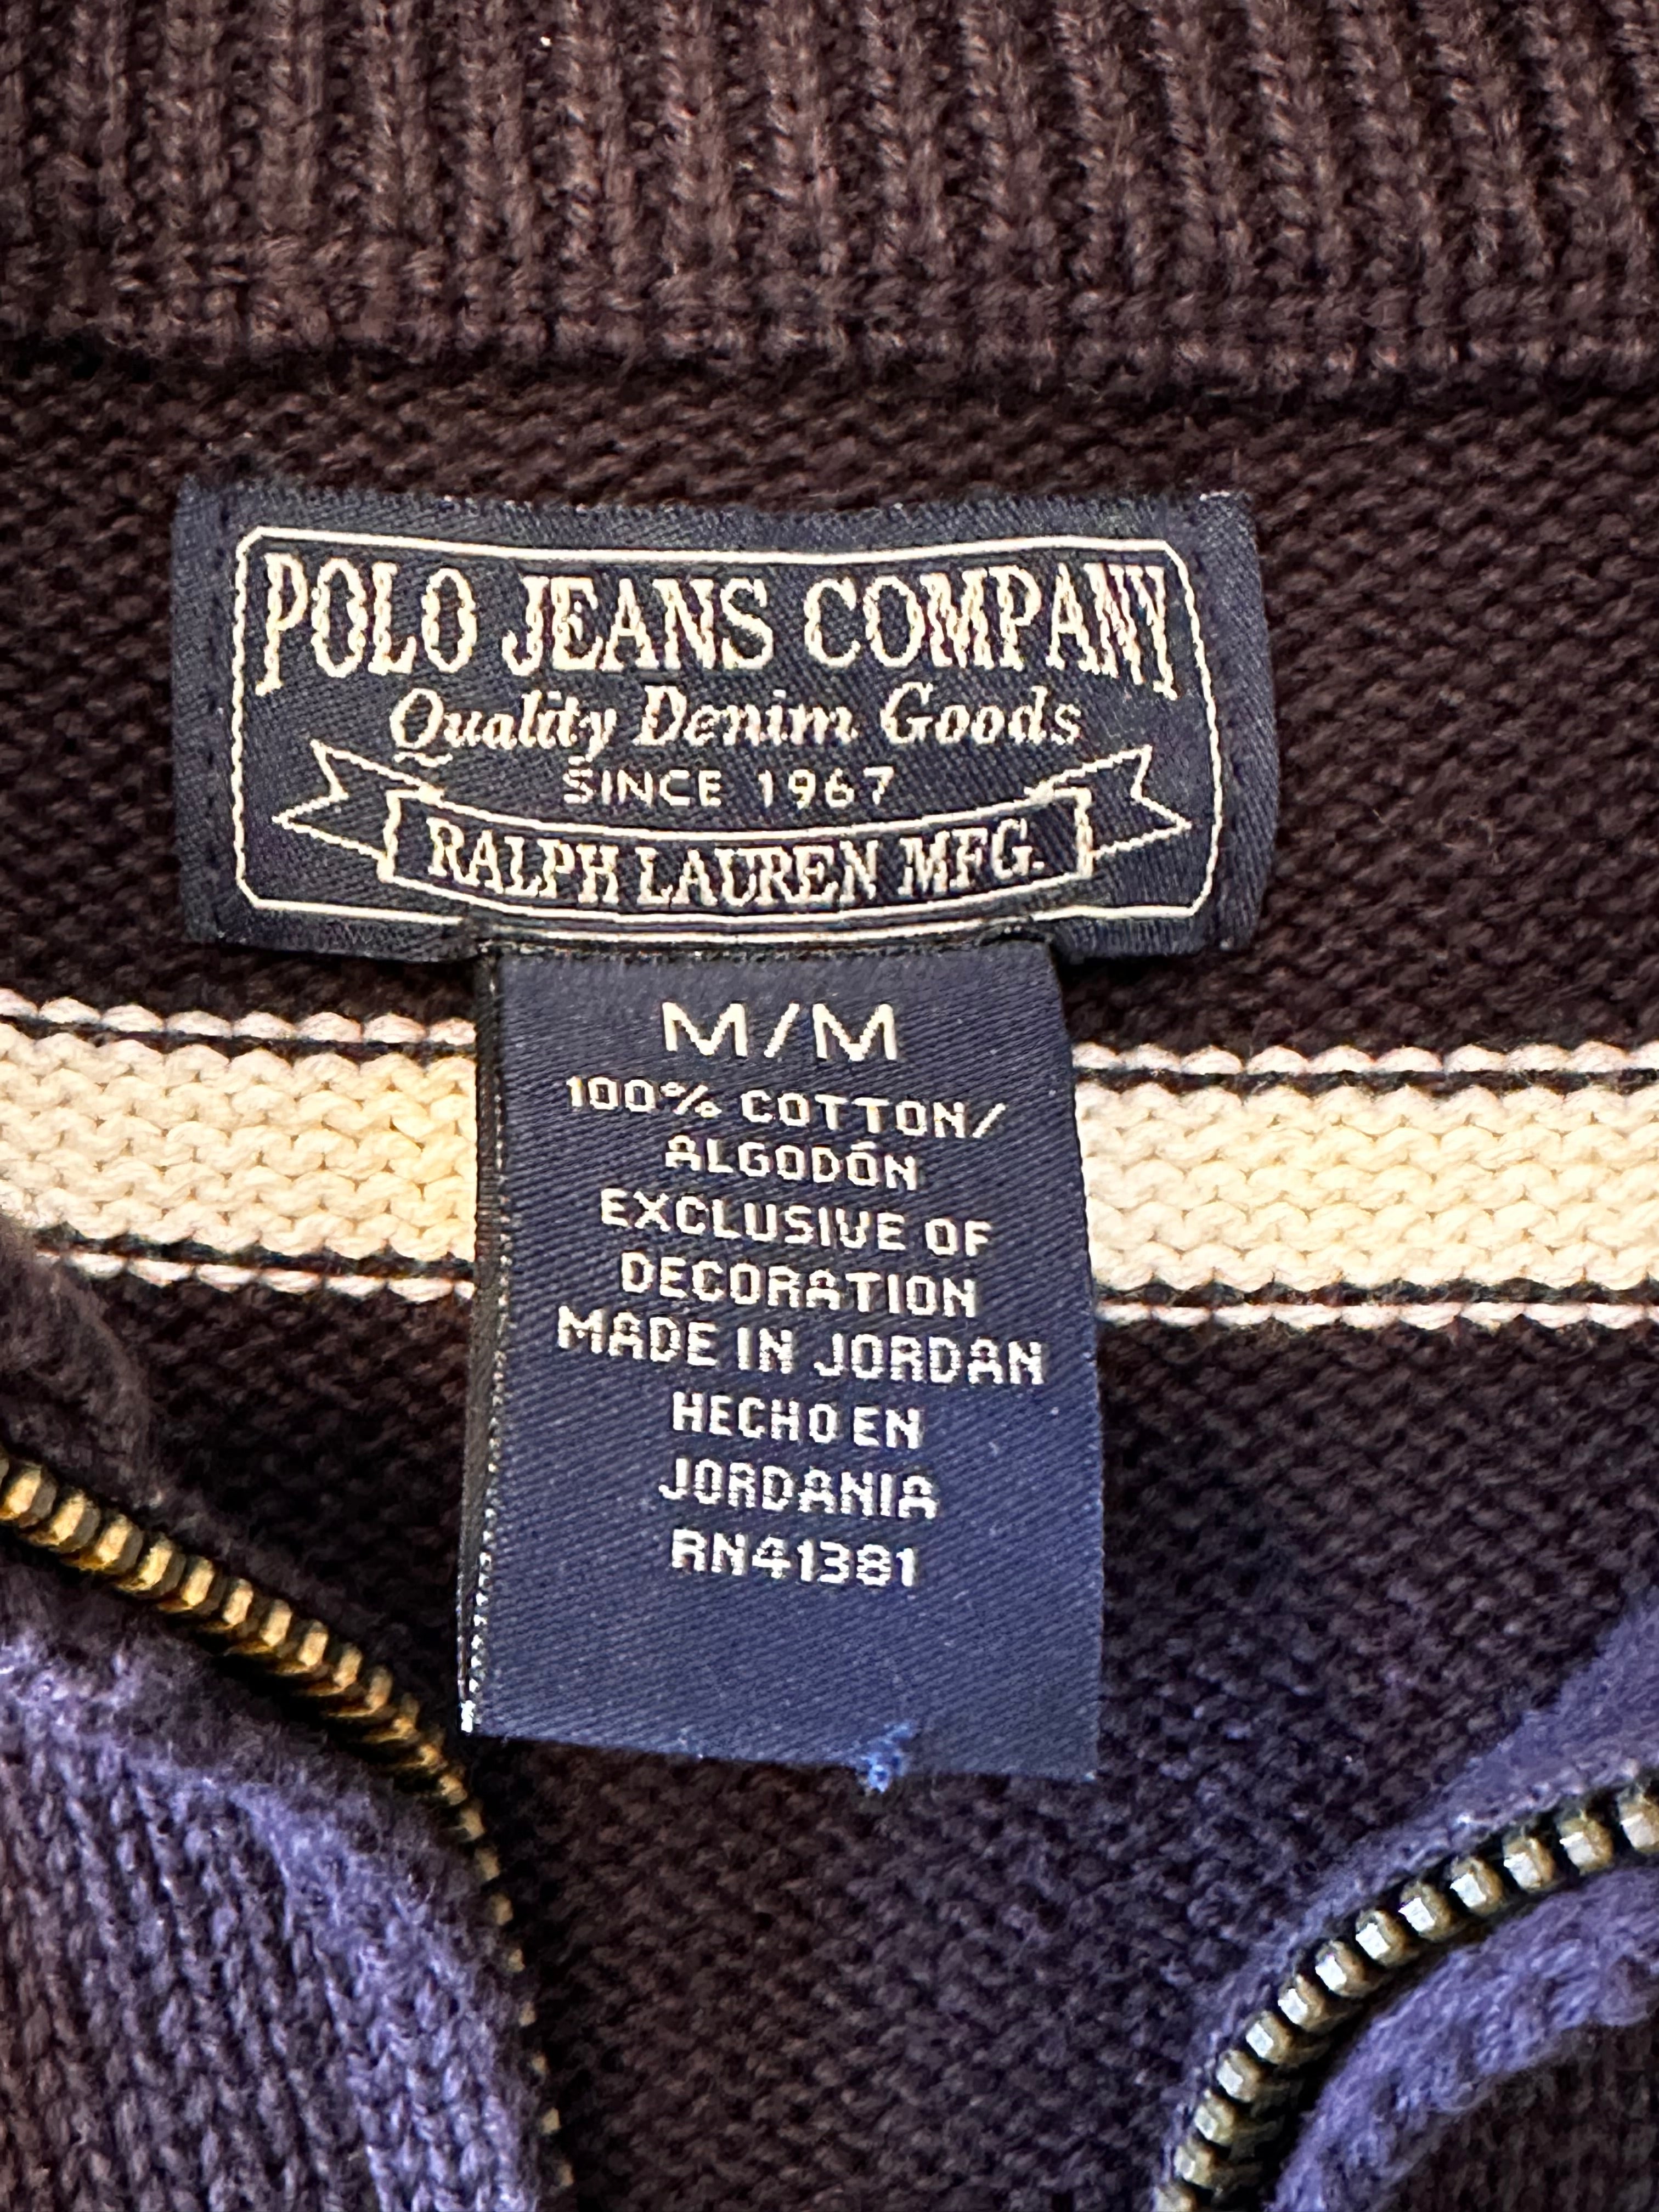 POLO JEANS COMPANY
Quality Denim Goods
SINCE 1967
RALPH LAUREN MFG.
M/M
100% COTTON/
ALGODÓN
EXCLUSIVE OF
DECORATION
MADE IN JORDAN
HECHO EN
JORDANIA
RN41381